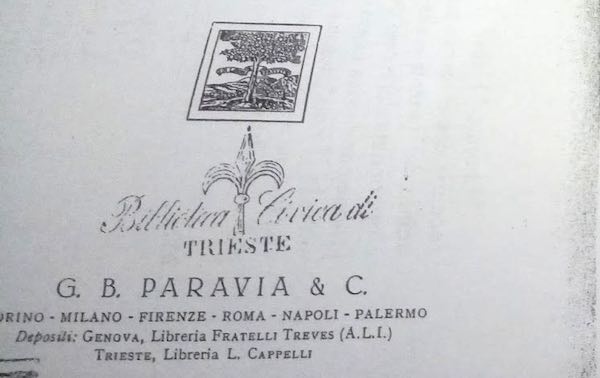 Biblioteca Civica di
TRIESTE
G. B. PARAVIA & C.
ORINO - MILANO - FIRENZE - ROMA - NAPOLI - PALERMO
Depositi: GENOVA, Libreria FRATELLI TREVES (A.L.I.)
TRIESTE, Libreria L. CAPPELLI